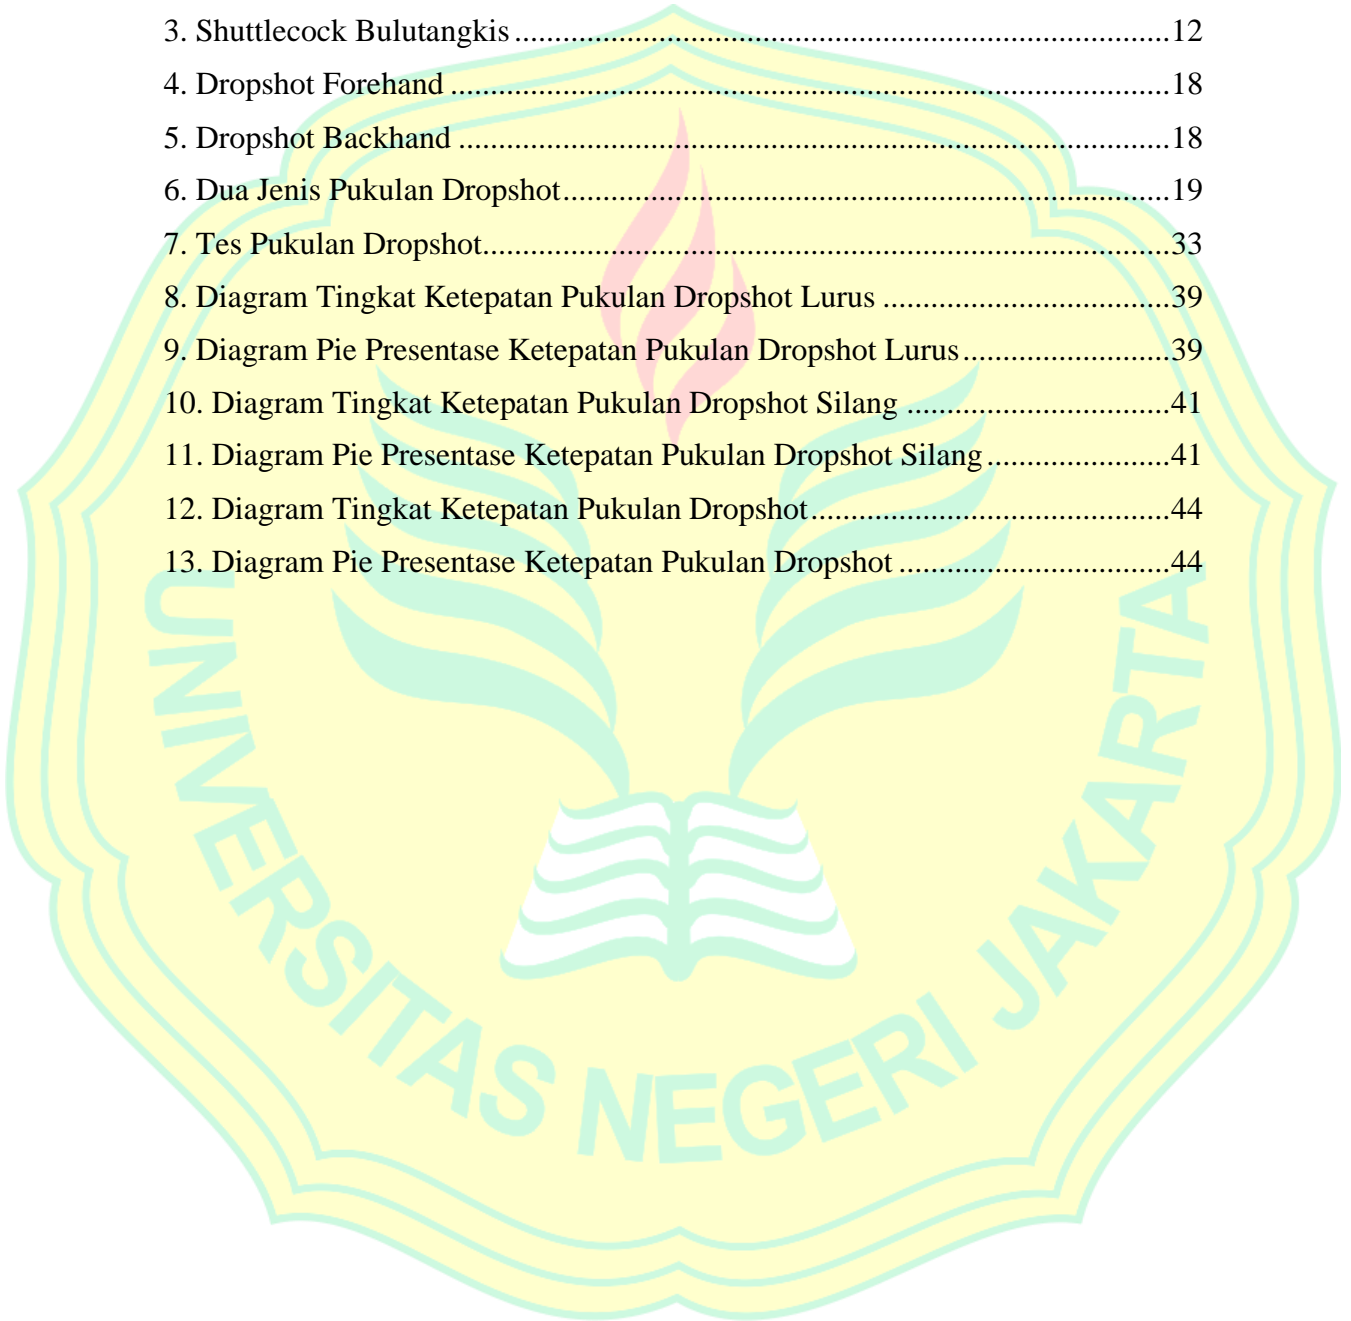 3. Shuttlecock Bulutangkis....................................................................................12
4. Dropshot Forehand ............................................................................................18
5. Dropshot Backhand ...........................................................................................18
6. Dua Jenis Pukulan Dropshot..............................................................................19
7. Tes Pukulan Dropshot........................................................................................33
8. Diagram Tingkat Ketepatan Pukulan Dropshot Lurus .....................................39
9. Diagram Pie Presentase Ketepatan Pukulan Dropshot Lurus...........................39
10. Diagram Tingkat Ketepatan Pukulan Dropshot Silang ..................................41
11. Diagram Pie Presentase Ketepatan Pukulan Dropshot Silang.......................41
12. Diagram Tingkat Ketepatan Pukulan Dropshot..............................................44
13. Diagram Pie Presentase Ketepatan Pukulan Dropshot ...................................44
UNIVERSITAS NEGERI JAKARTA